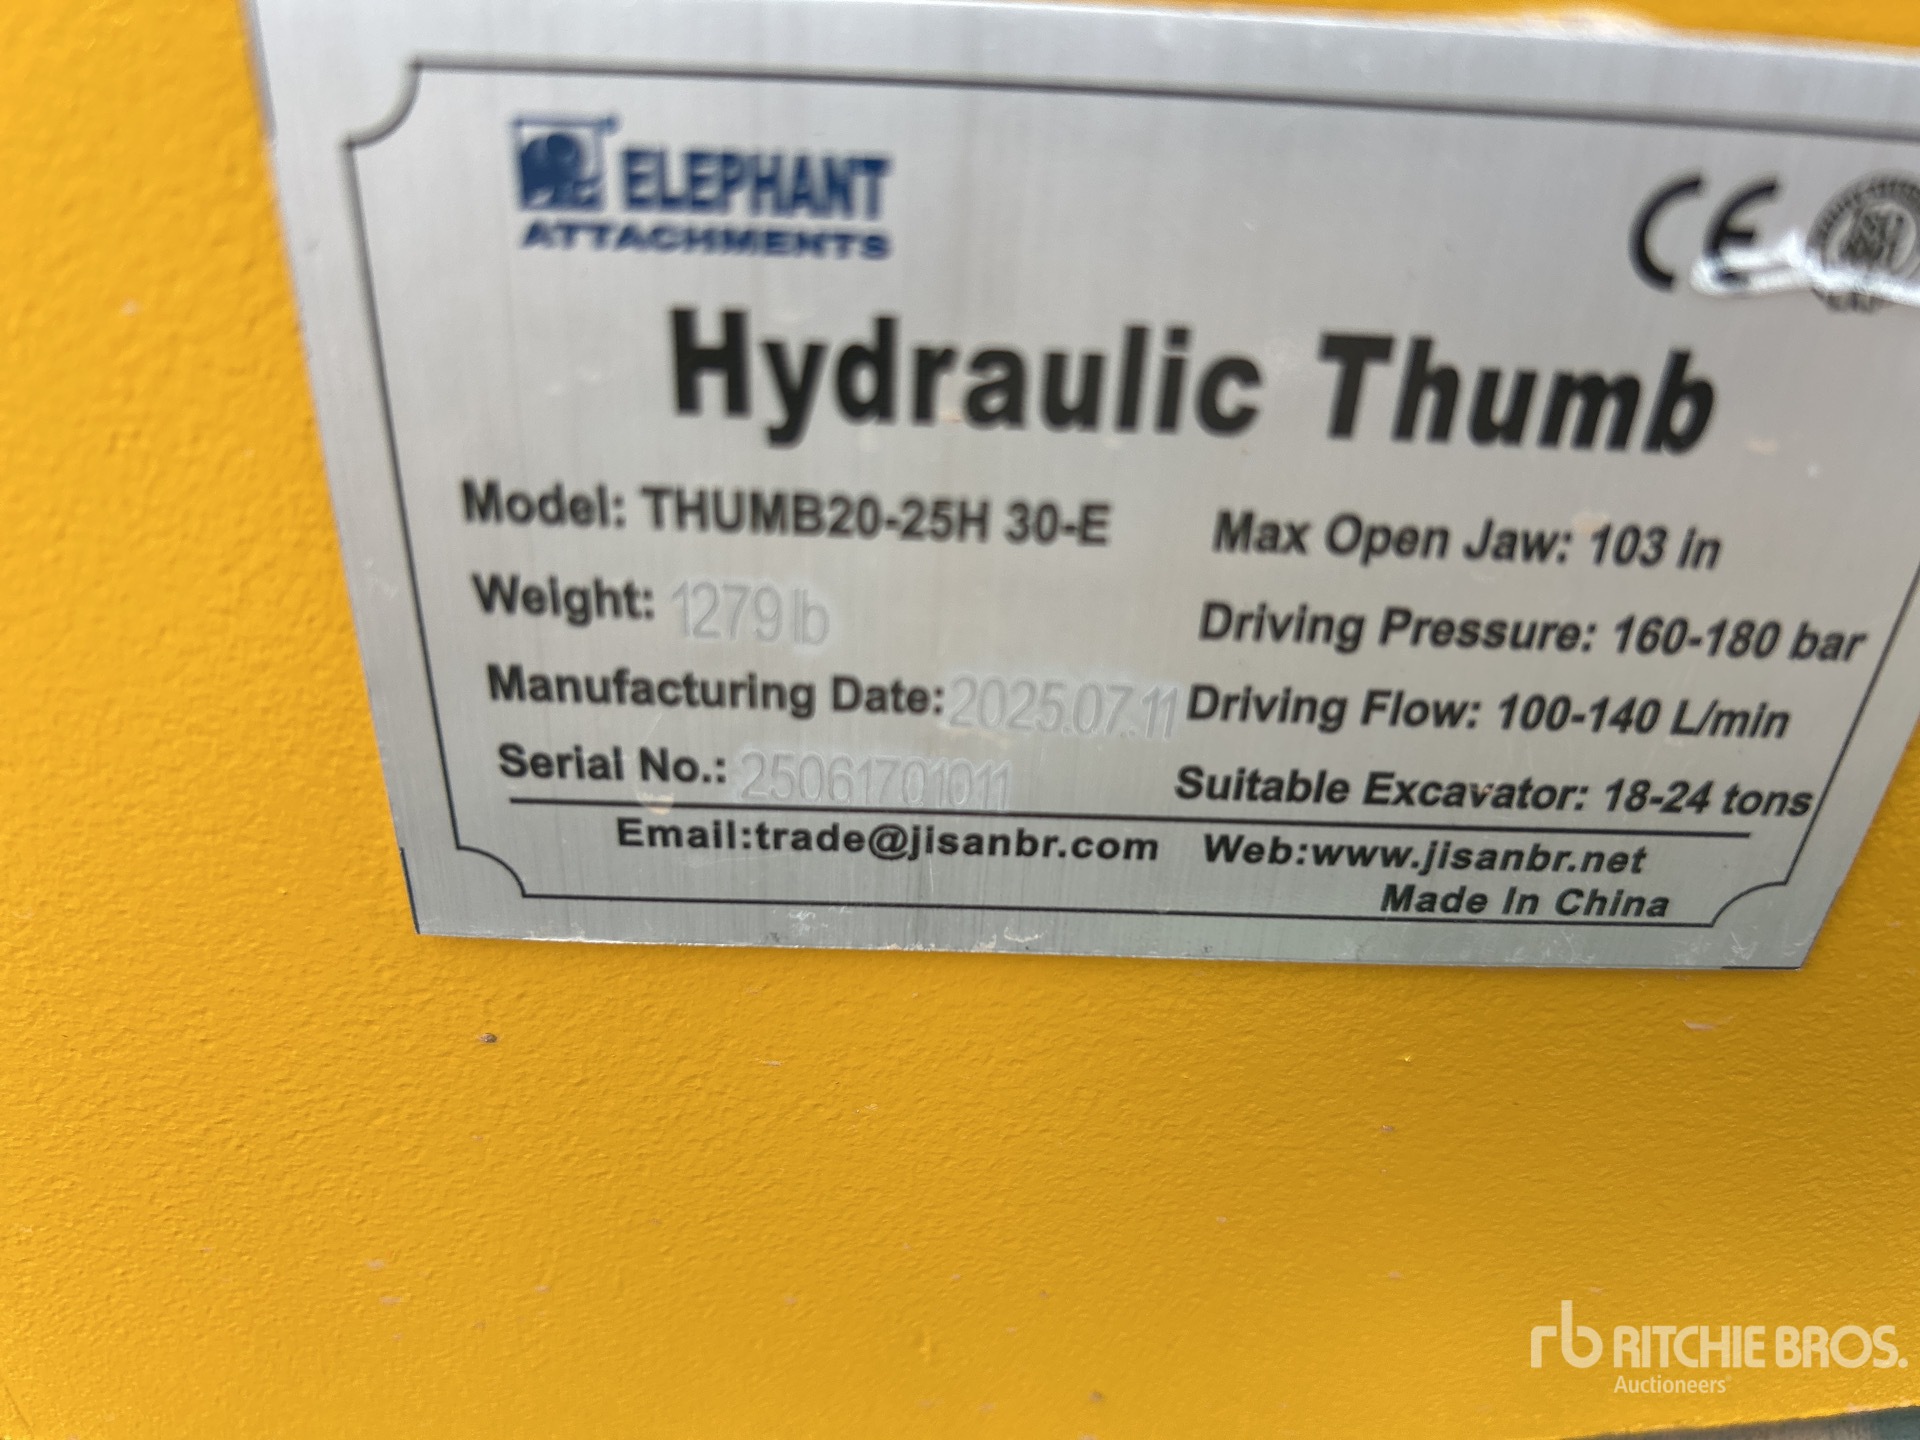 ELEPHANT
ATTACHMENTS
CE
Hydraulic Thumb
Model: THUMB20-25H 30-E
Weight: 1279lb
Manufacturing Date: 2025.07.11
Serial No.: 25061701011
Max Open Jaw: 103 in
Driving Pressure: 160-180 bar
Driving Flow: 100-140 L/min
Suitable Excavator: 18-24 tons
Email:trade@jisanbr.com Web:www.jisanbr.net
Made In China
rb RITCHIE BROS.
Auctioneers